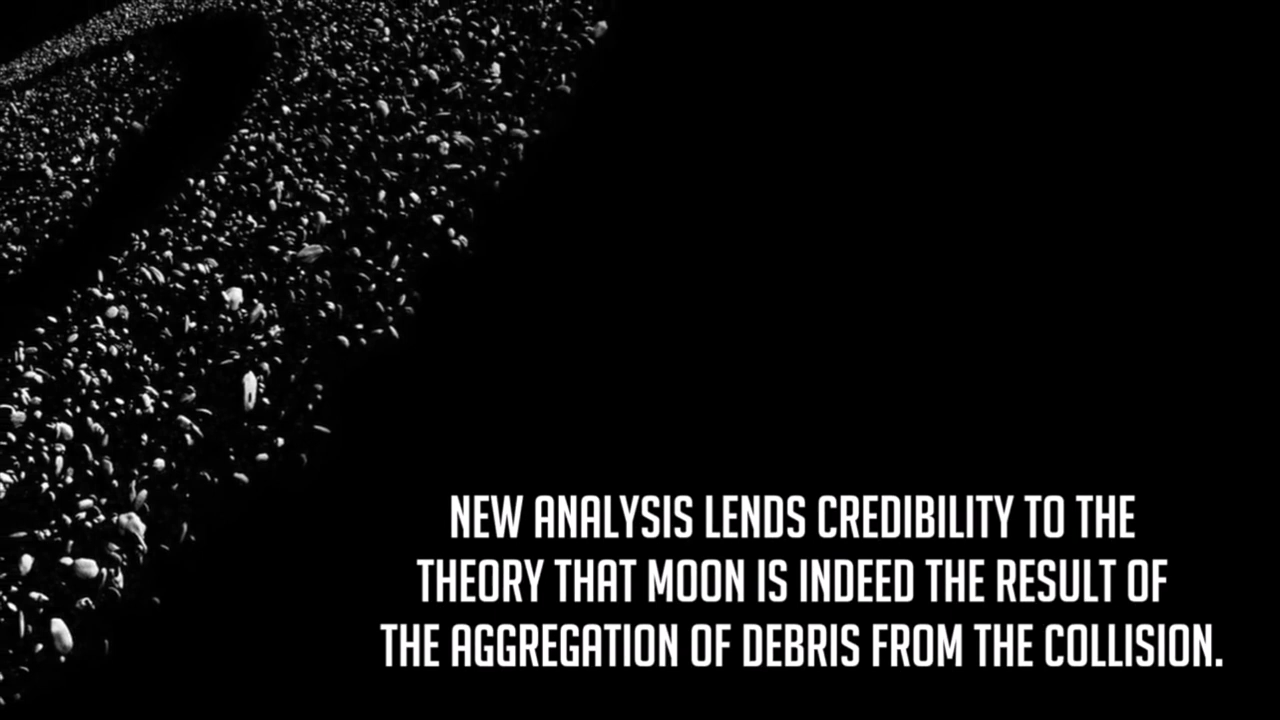 NEW ANALYSIS LENDS CREDIBILITY TO THE
THEORY THAT MOON IS INDEED THE RESULT OF
THE AGGREGATION OF DEBRIS FROM THE COLLISION.